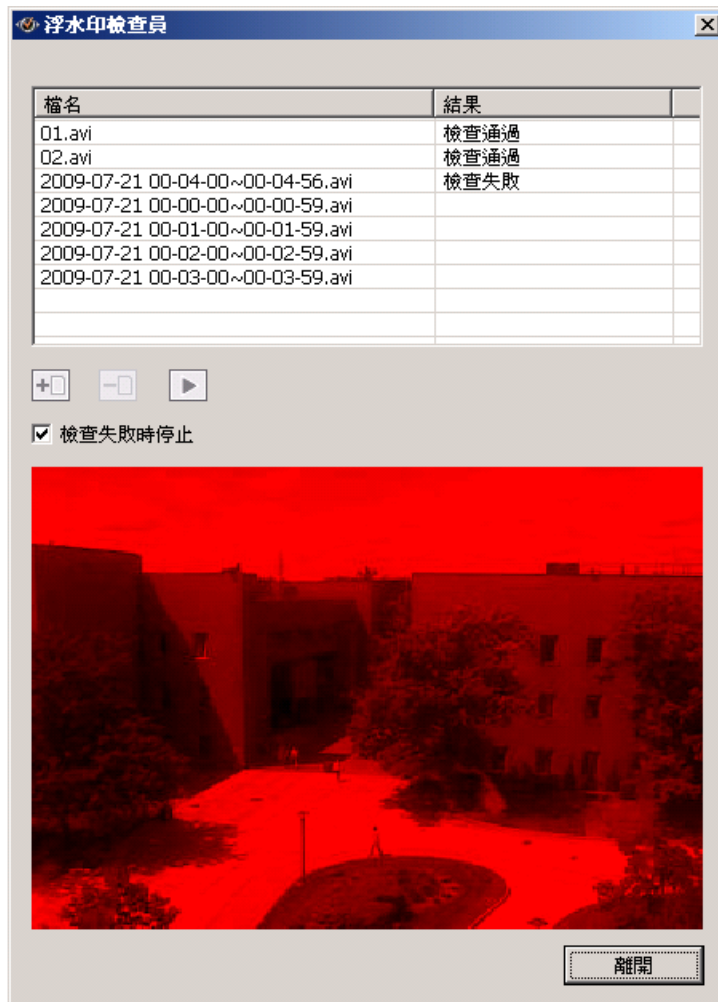 浮水印檢查員
檔名 結果
01.avi 檢查通過
02.avi 檢查通過
2009-07-21 00-04-00~00-04-56.avi 檢查失敗
2009-07-21 00-00-00~00-00-59.avi
2009-07-21 00-01-00~00-01-59.avi
2009-07-21 00-02-00~00-02-59.avi
2009-07-21 00-03-00~00-03-59.avi
檢查失敗時停止
離開